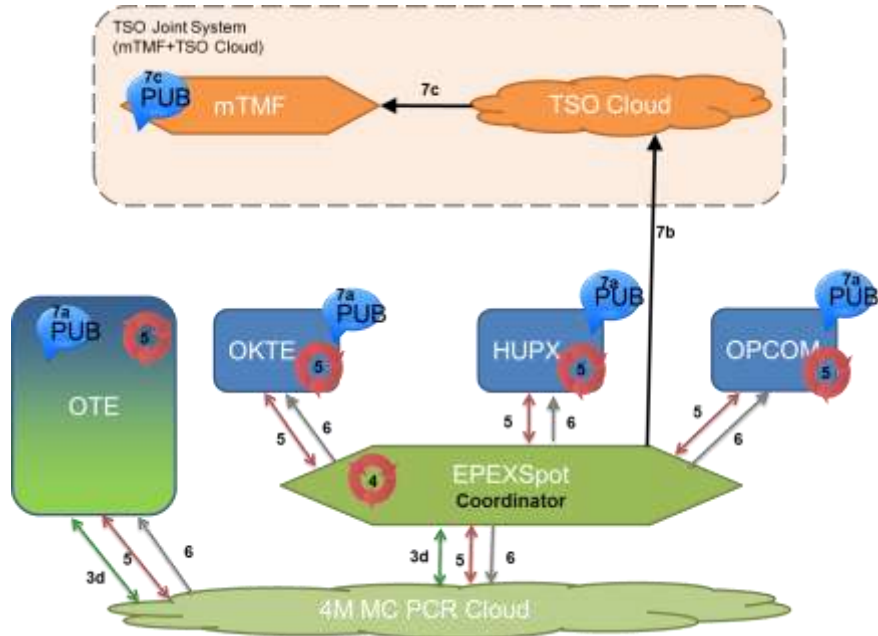 TSO Joint System
(mTMF+TSO Cloud)
7c
PUB
mTMF
7c
TSO Cloud
7b
7a
PUB
5
OTE
7a
PUB
OKTE
5
7a
PUB
HUPX
5
7a
PUB
OPCOM
5
5
6
5
6
5
6
4
EPEXSpot
Coordinator
3d
5
6
3d
5
6
4M MC PCR Cloud